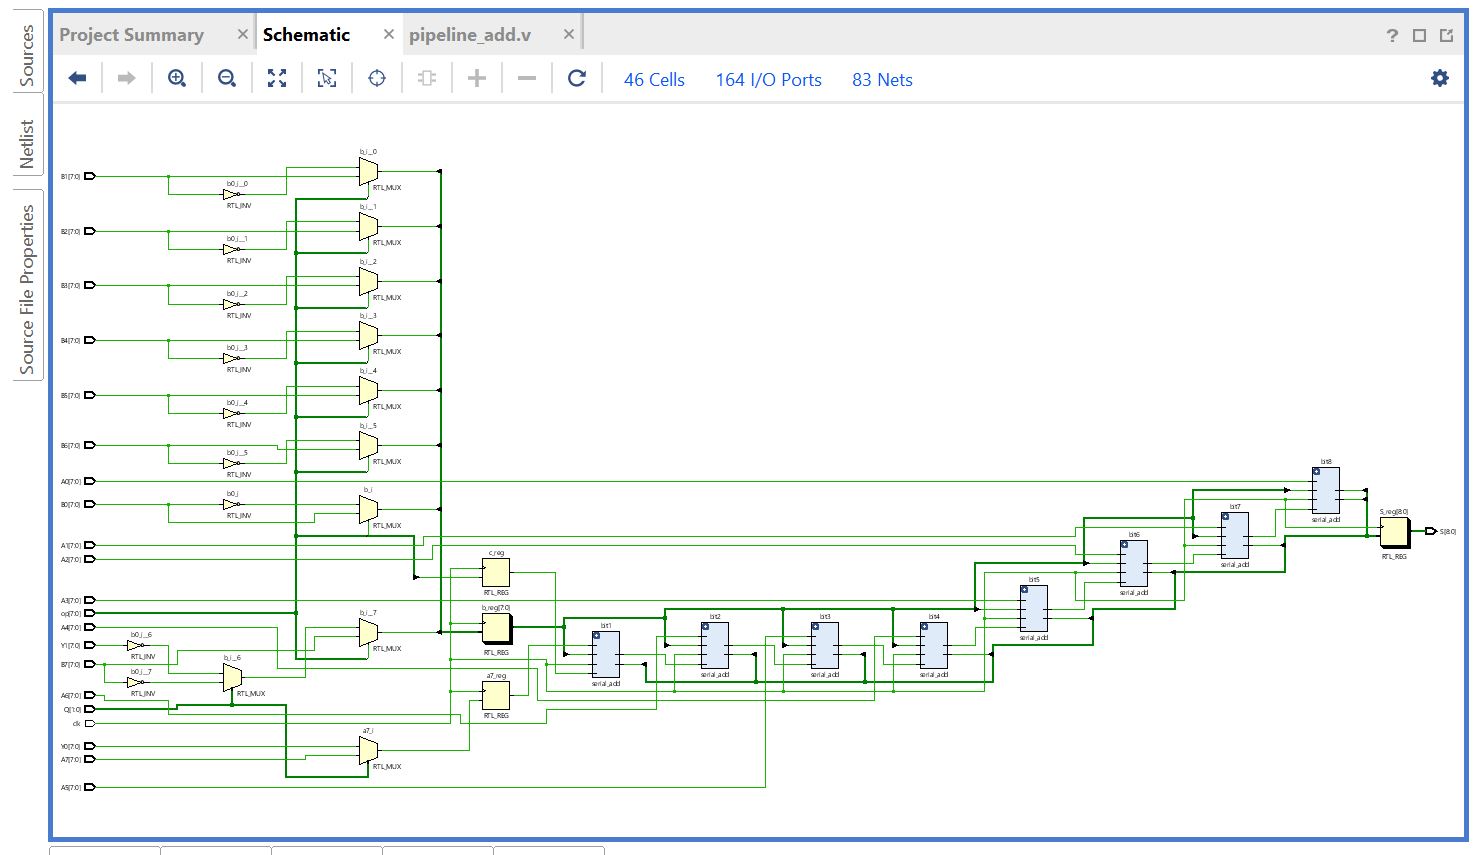 Sources
Netlist
Source File Properties
Project Summary
Schematic
pipeline_add.v
46 Cells 164 I/O Ports 83 Nets
b_i__0
B1[7:0]
b0_i__0
RTL_INV
RTL_MUX
b_i__1
B2[7:0]
b0_i__1
RTL_INV
RTL_MUX
b_i__2
B3[7:0]
b0_i__2
RTL_INV
RTL_MUX
b_i__3
B4[7:0]
b0_i__3
RTL_INV
RTL_MUX
b_i__4
B5[7:0]
b0_i__4
RTL_INV
RTL_MUX
b_i__5
B6[7:0]
b0_i__5
RTL_INV
RTL_MUX
A0[7:0]
b0_i
b_i
B0[7:0]
RTL_INV
RTL_MUX
A1[7:0]
A2[7:0]
c_reg
RTL_REG
A3[7:0]
op[7:0]
A4[7:0]
b_i__7
RTL_MUX
b_reg[7:0]
RTL_REG
Y1[7:0]
b0_i__6
RTL_INV
B7[7:0]
b0_i__7
RTL_INV
b_i__6
RTL_MUX
A6[7:0]
Q[1:0]
clk
a7_reg
RTL_REG
Y0[7:0]
A7[7:0]
a7_i
RTL_MUX
A5[7:0]
bit1
serial_add
bit2
serial_add
bit3
serial_add
bit4
serial_add
bit5
serial_add
bit6
serial_add
bit7
serial_add
bit8
serial_add
S_reg[8:0]
RTL_REG
S[8:0]